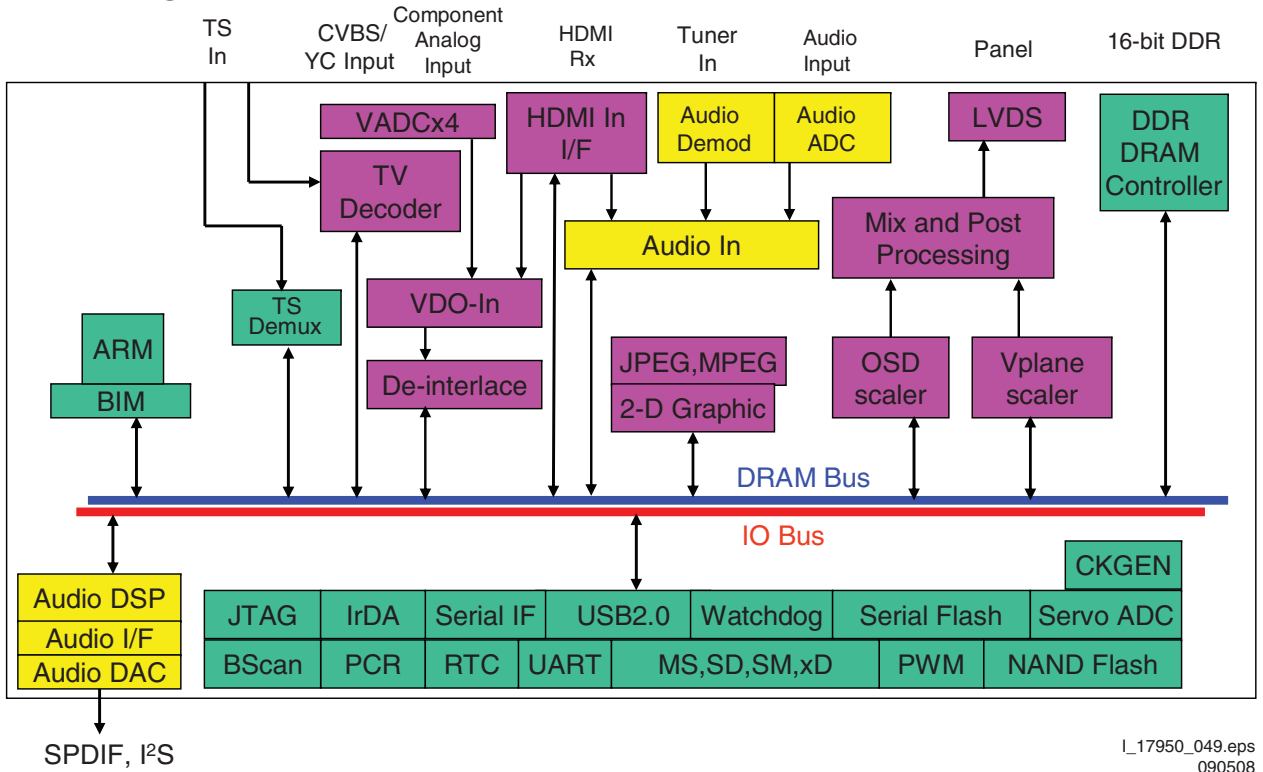 TS
In
CVBS/
YC Input
Component
Analog
Input
HDMI
Rx
Tuner
In
Audio
Input
Panel
16-bit DDR
VADCx4
TV
Decoder
HDMI In
I/F
Audio
Demod
Audio
ADC
LVDS
DDR
DRAM
Controller
Audio In
Mix and Post
Processing
TS
Demux
VDO-In
De-interlace
ARM
BIM
JPEG,MPEG
2-D Graphic
OSD
scaler
Vplane
scaler
DRAM Bus
IO Bus
CKGEN
Audio DSP
Audio I/F
Audio DAC
JTAG
IrDA
Serial IF
USB2.0
Watchdog
Serial Flash
Servo ADC
BScan
PCR
RTC
UART
MS,SD,SM,xD
PWM
NAND Flash
SPDIF, I²S
I_17950_049.eps
090508